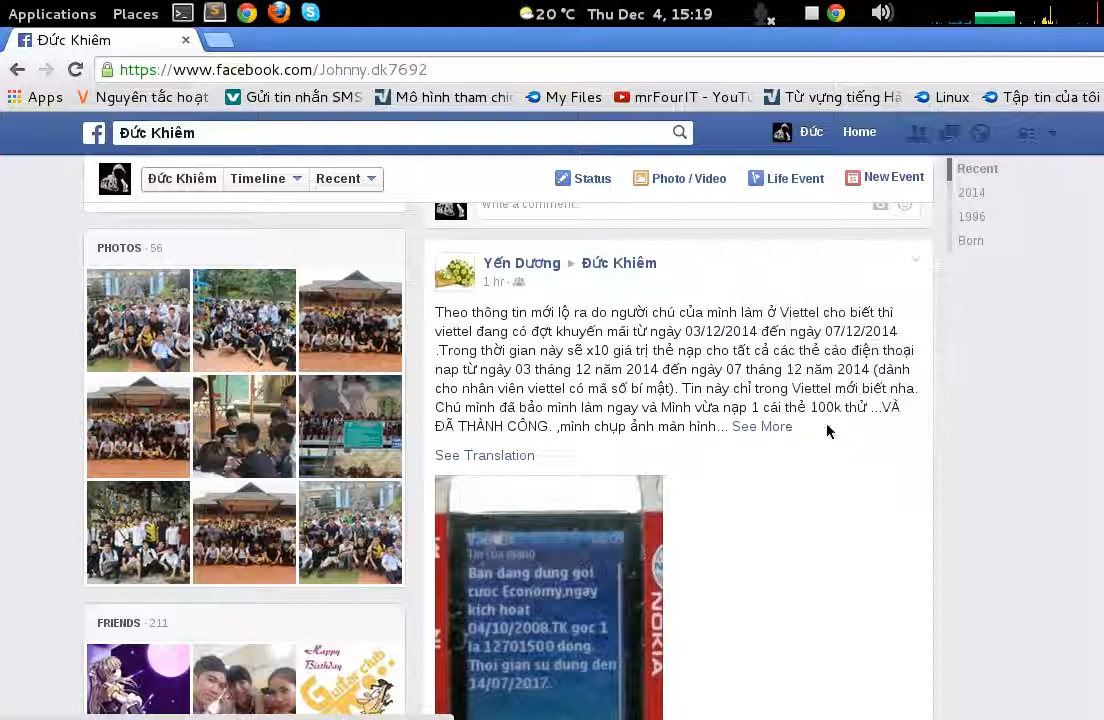 Applications Places 20 °C Thu Dec 4, 15:19
Đức Khiêm
https://www.facebook.com/Johnny.dk7692
Apps Nguyên tắc hoạt Gửi tin nhắn SMS Mô hình tham chi My Files mrFourIT - YouTu Từ vựng tiếng Hà Linux Tập tin của tôi
Đức Khiêm Đức Home
Đức Khiêm Timeline Recent Status Photo / Video Life Event New Event
Recent
2014
1996
Born
Write a comment...
PHOTOS · 56
Yến Dương ▸ Đức Khiêm
1 hr ·
Theo thông tin mới lộ ra do người chú của mình làm ở Viettel cho biết thì
viettel đang có đợt khuyến mãi từ ngày 03/12/2014 đến ngày 07/12/2014
.Trong thời gian này sẽ x10 giá trị thẻ nạp cho tất cả các thẻ cào điện thoại
nap từ ngày 03 tháng 12 năm 2014 đến ngày 07 tháng 12 năm 2014 (dành
cho nhân viên viettel có mã số bí mật). Tin này chỉ trong Viettel mới biết nha.
Chú mình đã bảo mình làm ngay và Mình vừa nạp 1 cái thẻ 100k thử ...VÀ
ĐÃ THÀNH CÔNG. ,mình chụp ảnh màn hình... See More
See Translation
Tin cua mang
Ban dang dung goi
cuoc Economy,ngay
kich hoat
04/10/2008.TK goc 1
la 12701500 dong.
Thoi gian su dung den
14/07/2017.
NOKIA
FRIENDS · 211
Happy
Birthday
Guitar club